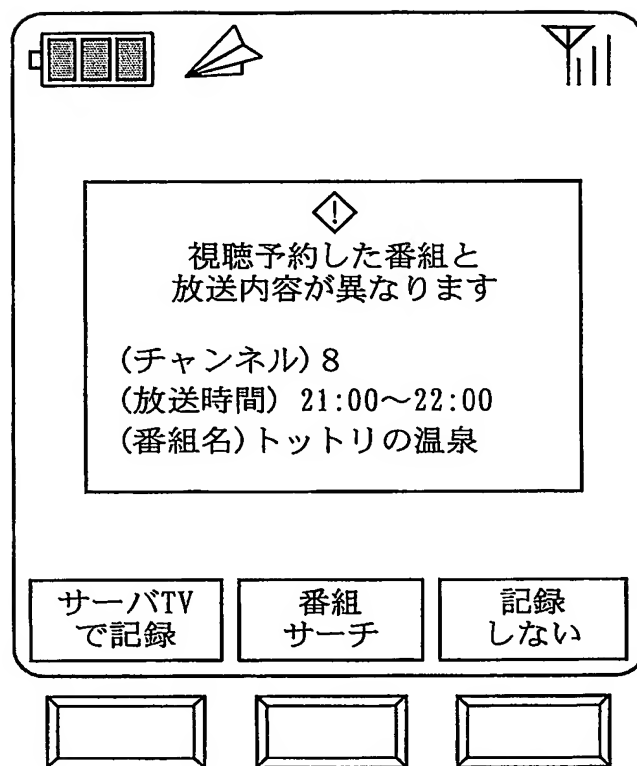 視聴予約した番組と
放送内容が異なります
(チャンネル) 8
(放送時間) 21:00～22:00
(番組名)トットリの温泉
サーバTV
で記録
番組
サーチ
記録
しない